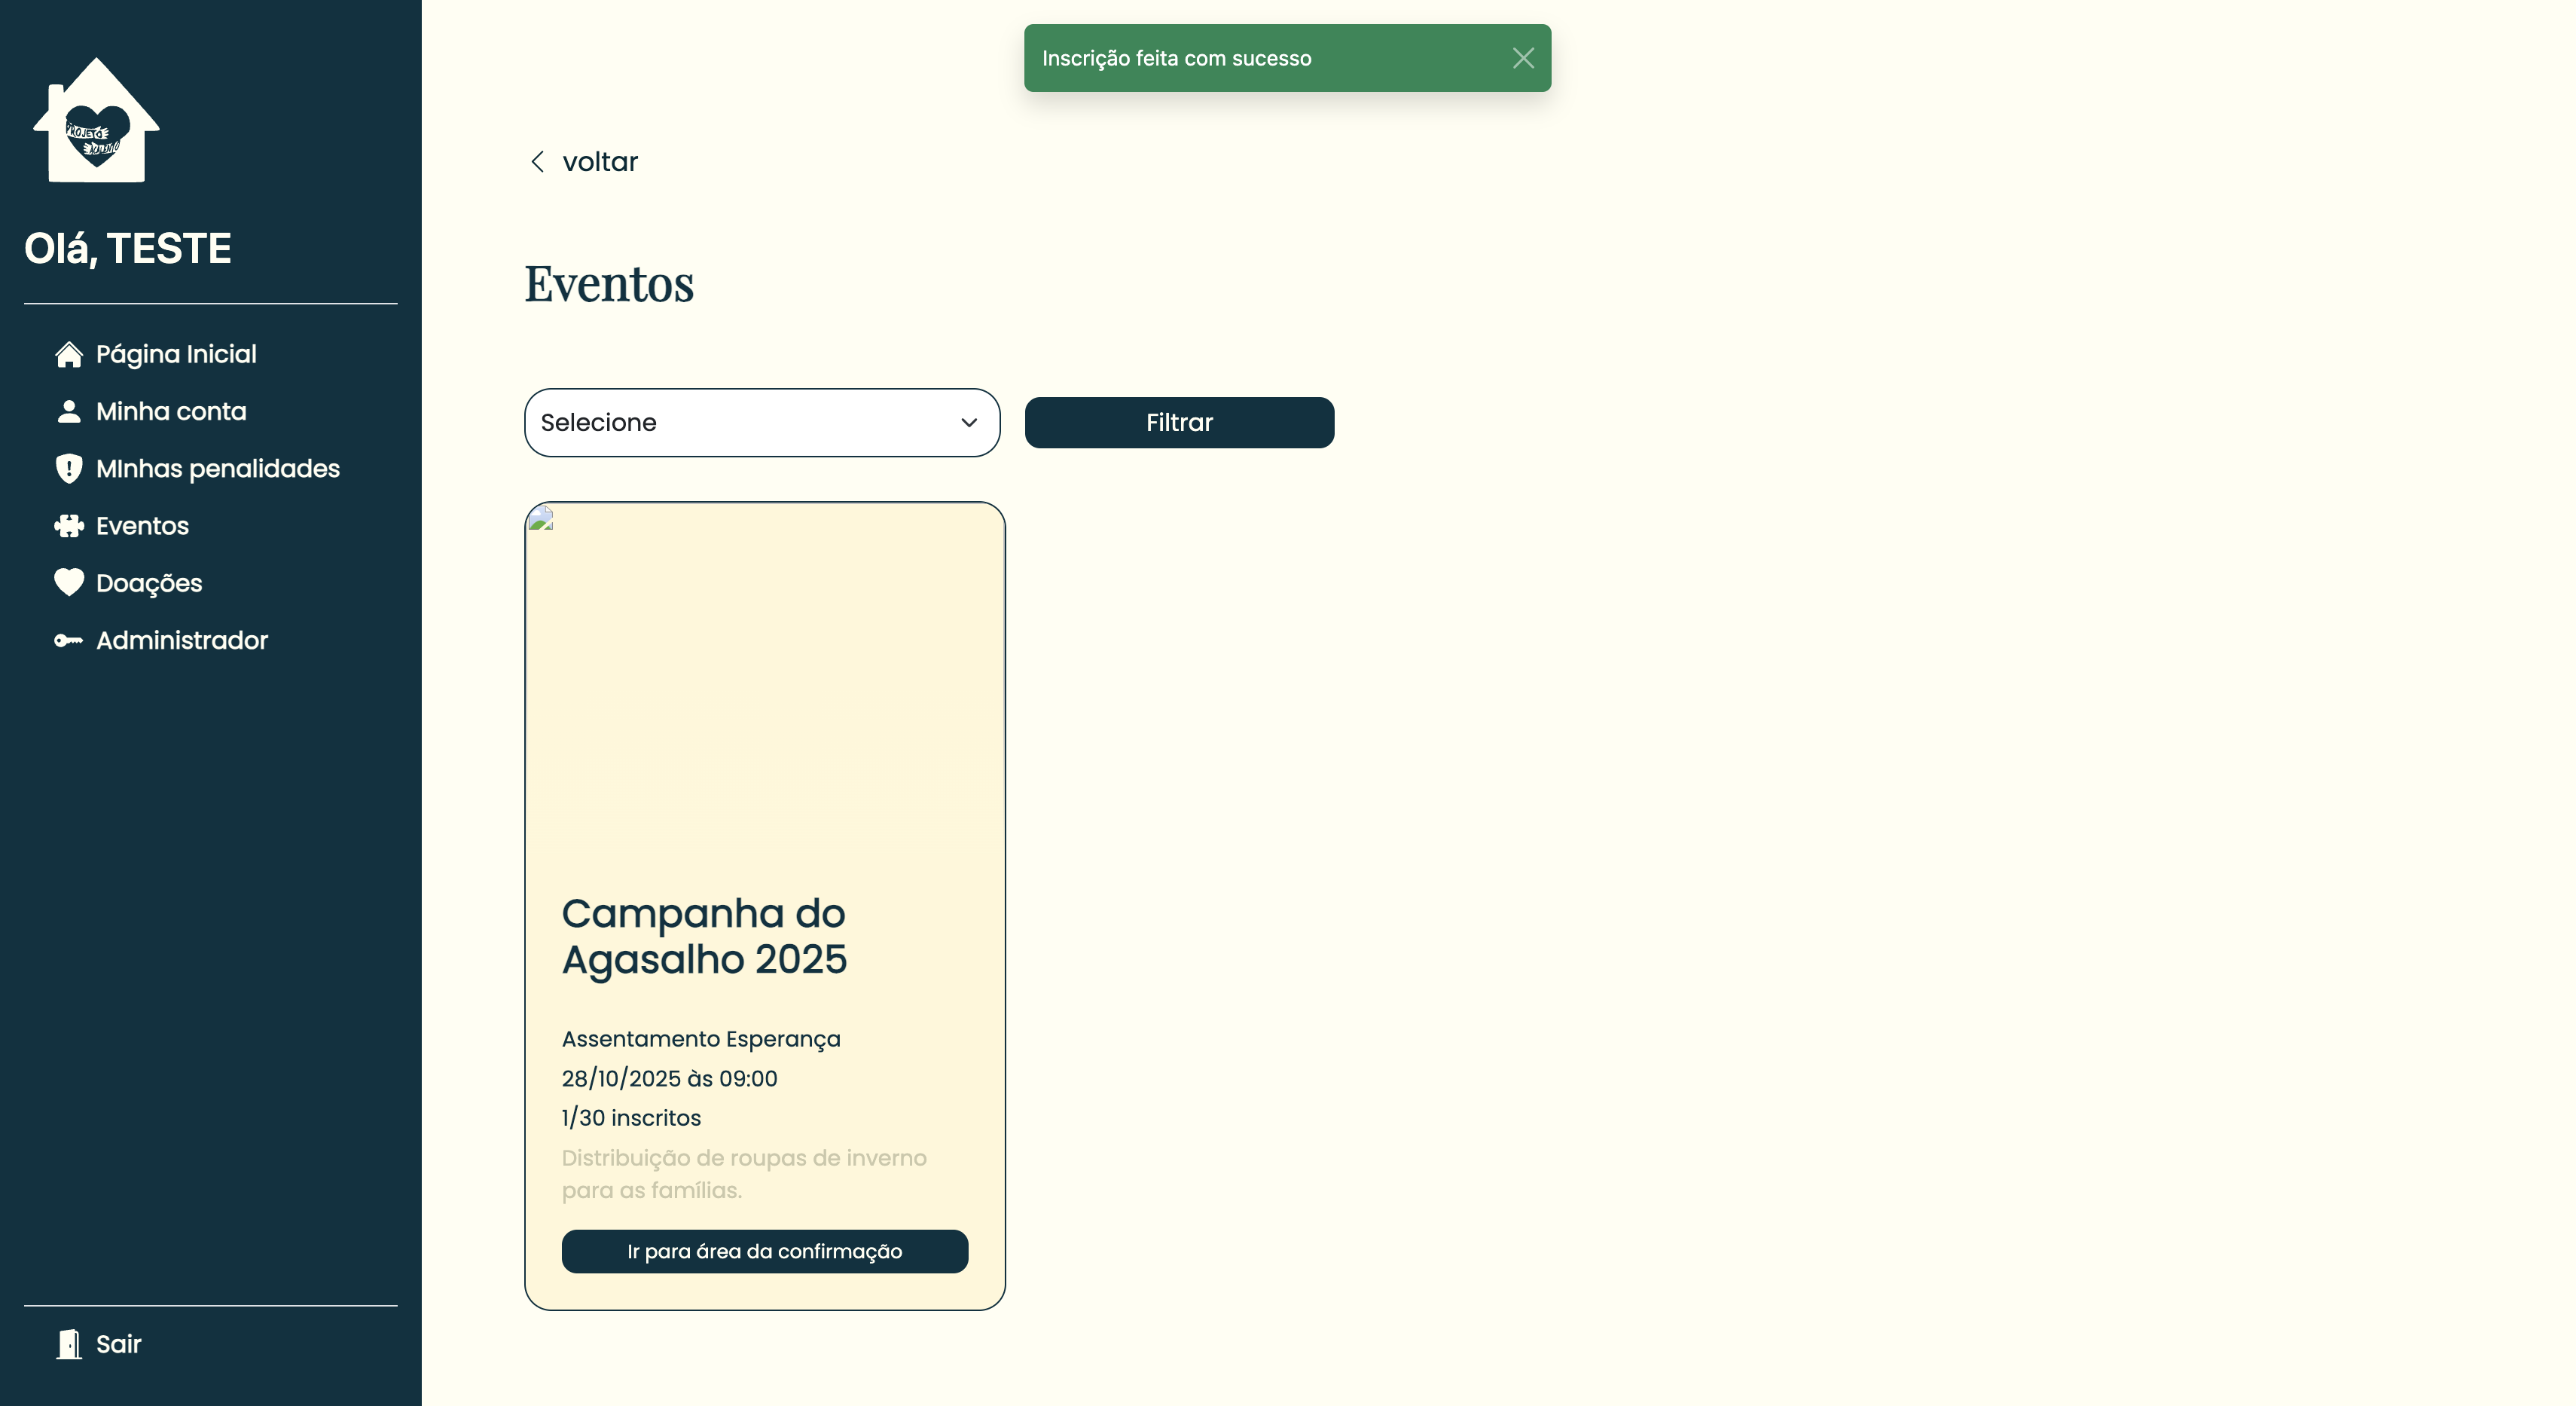 Inscrição feita com sucesso
PROJETO
ACALENTO
Olá, TESTE
Página Inicial
Minha conta
MInhas penalidades
Eventos
Doações
Administrador
Sair
voltar
Eventos
Selecione
Filtrar
Campanha do
Agasalho 2025
Assentamento Esperança
28/10/2025 às 09:00
1/30 inscritos
Distribuição de roupas de inverno
para as famílias.
Ir para área da confirmação